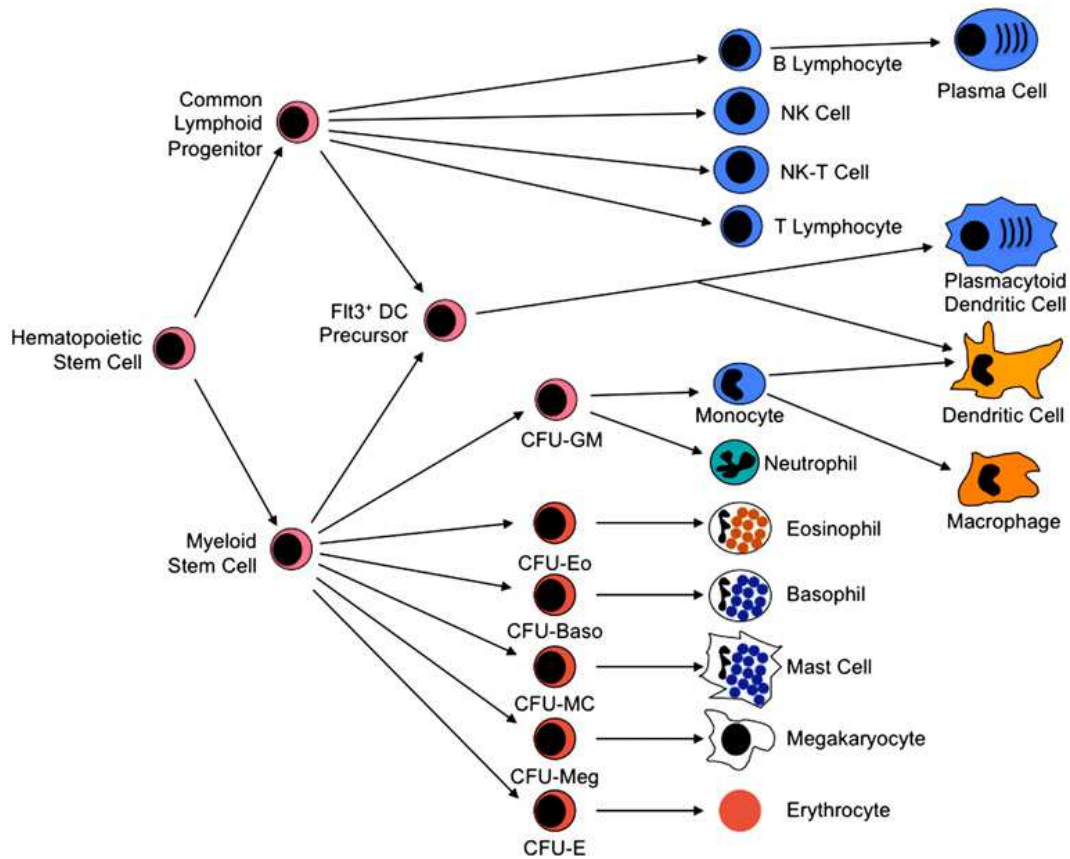 B Lymphocyte
Plasma Cell
Common
Lymphoid
Progenitor
NK Cell
NK-T Cell
T Lymphocyte
Plasmacytoid
Dendritic Cell
Flt3⁺ DC
Precursor
Hematopoietic
Stem Cell
Monocyte
Dendritic Cell
CFU-GM
Neutrophil
Macrophage
Myeloid
Stem Cell
Eosinophil
CFU-Eo
Basophil
CFU-Baso
Mast Cell
CFU-MC
Megakaryocyte
CFU-Meg
Erythrocyte
CFU-E